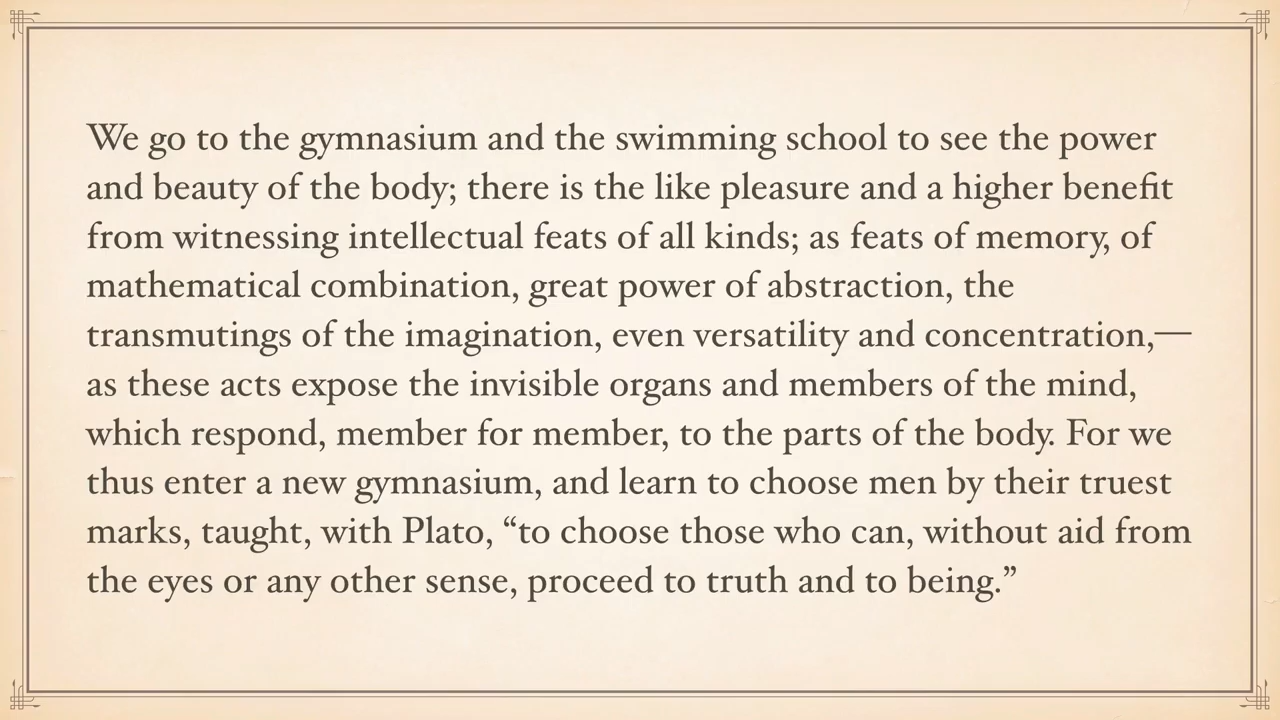 We go to the gymnasium and the swimming school to see the power
and beauty of the body; there is the like pleasure and a higher benefit
from witnessing intellectual feats of all kinds; as feats of memory, of
mathematical combination, great power of abstraction, the
transmutings of the imagination, even versatility and concentration,—
as these acts expose the invisible organs and members of the mind,
which respond, member for member, to the parts of the body. For we
thus enter a new gymnasium, and learn to choose men by their truest
marks, taught, with Plato, “to choose those who can, without aid from
the eyes or any other sense, proceed to truth and to being.”